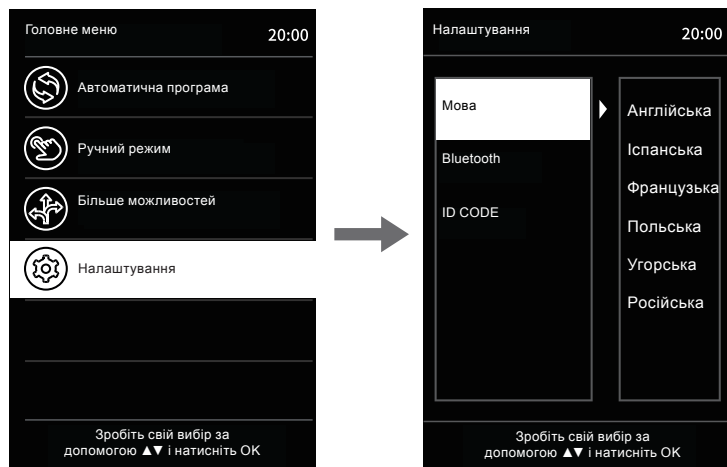 Головне меню
20:00
Автоматична програма
Ручний режим
Більше можливостей
Налаштування
Зробіть свій вибір за
допомогою ▲▼ і натисніть OK
Налаштування
20:00
Мова
Bluetooth
ID CODE
Англійська
Іспанська
Французька
Польська
Угорська
Російська
Зробіть свій вибір за
допомогою ▲▼ і натисніть OK